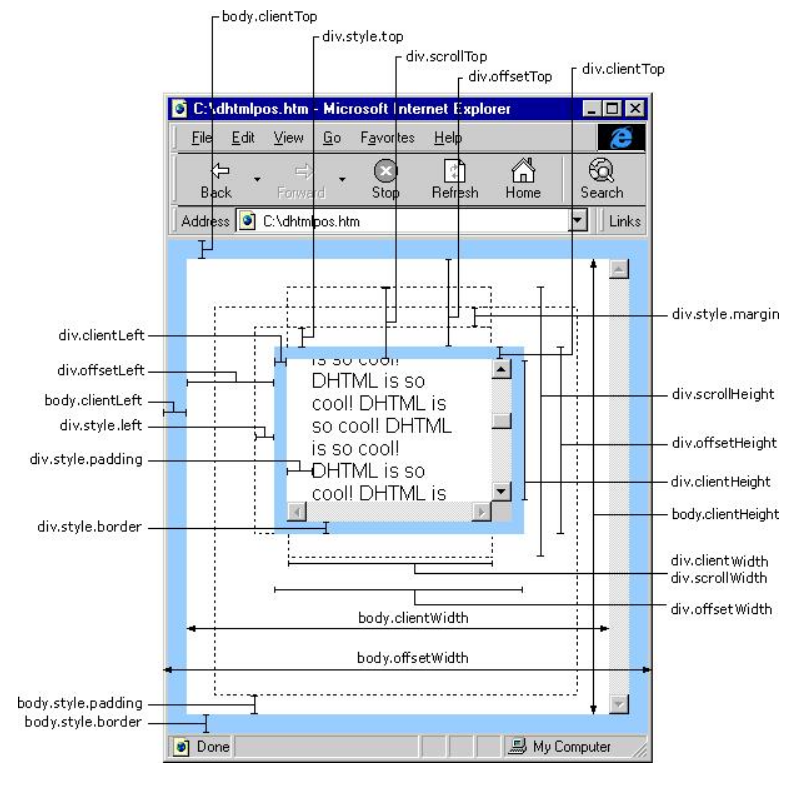 body.clientTop
div.style.top
div.scrollTop
div.offsetTop
div.clientTop
C:\dhtmlpos.htm - Microsoft Internet Explorer
File Edit View Go Favorites Help
Back Forward Stop Refresh Home Search
Address C:\dhtmlpos.htm Links
div.style.margin
div.clientLeft
div.offsetLeft
body.clientLeft
div.style.left
div.style.padding
div.style.border
is so cool!
DHTML is so
cool! DHTML is
so cool! DHTML
is so cool!
DHTML is so
cool! DHTML is
div.scrollHeight
div.offsetHeight
div.clientHeight
body.clientHeight
div.clientWidth
div.scrollWidth
div.offsetWidth
body.clientWidth
body.offsetWidth
body.style.padding
body.style.border
Done My Computer